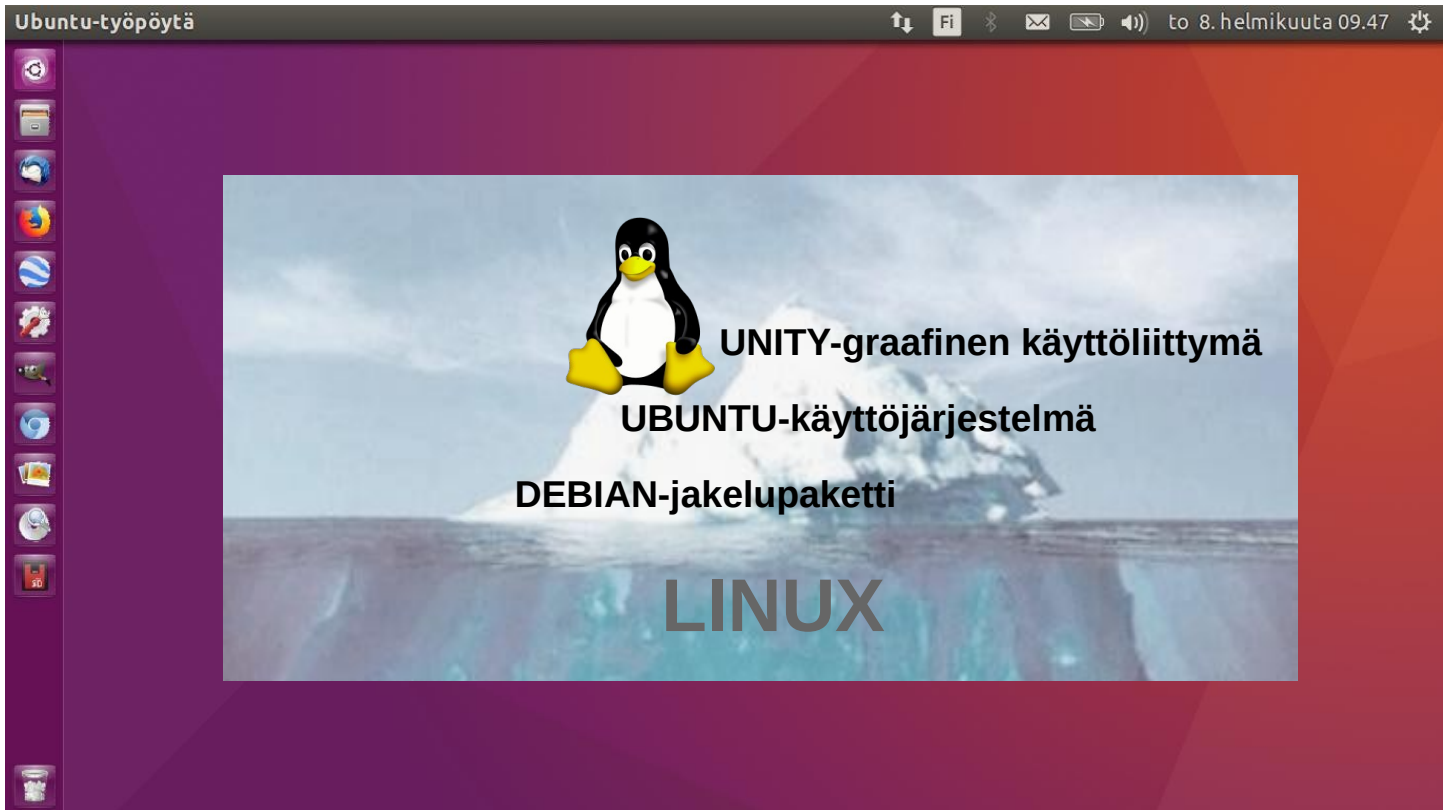 Ubuntu-työpöytä
Fi
to 8. helmikuuta 09.47
UNITY-graafinen käyttöliittymä
UBUNTU-käyttöjärjestelmä
DEBIAN-jakelupaketti
LINUX